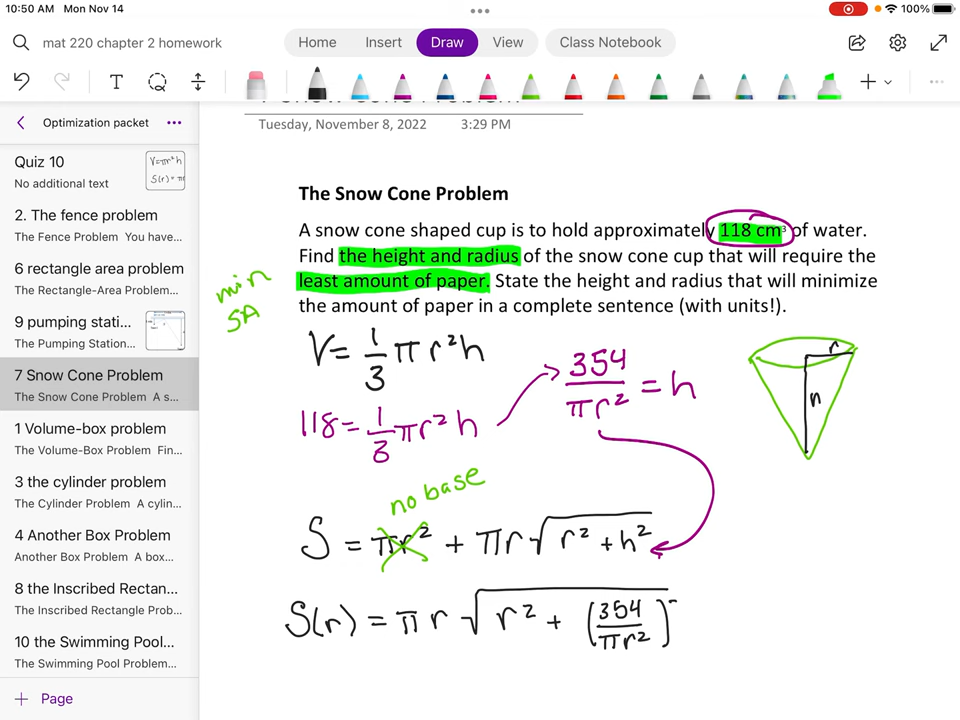 10:50 AM Mon Nov 14
100%
mat 220 chapter 2 homework
Home Insert Draw View Class Notebook
T
7 Snow Cone Problem
Tuesday, November 8, 2022 3:29 PM
Optimization packet
Quiz 10
No additional text
V=πr²h
S(r) = πr
2. The fence problem
The Fence Problem You have...
6 rectangle area problem
The Rectangle-Area Problem...
9 pumping stati...
The Pumping Station...
7 Snow Cone Problem
The Snow Cone Problem A s...
1 Volume-box problem
The Volume-Box Problem Fin...
3 the cylinder problem
The Cylinder Problem A cylin...
4 Another Box Problem
Another Box Problem A box...
8 the Inscribed Rectan...
The Inscribed Rectangle Prob...
10 the Swimming Pool...
The Swimming Pool Problem...
+ Page
The Snow Cone Problem
A snow cone shaped cup is to hold approximately 118 cm³ of water.
Find the height and radius of the snow cone cup that will require the
least amount of paper. State the height and radius that will minimize
the amount of paper in a complete sentence (with units!).
min
SA
V = 1/3 πr²h
118 = 1/3 πr²h
354/πr² = h
r
h
no base
S = πr² + πr√(r² + h²)
S(r) = πr√(r² + (354/πr²)